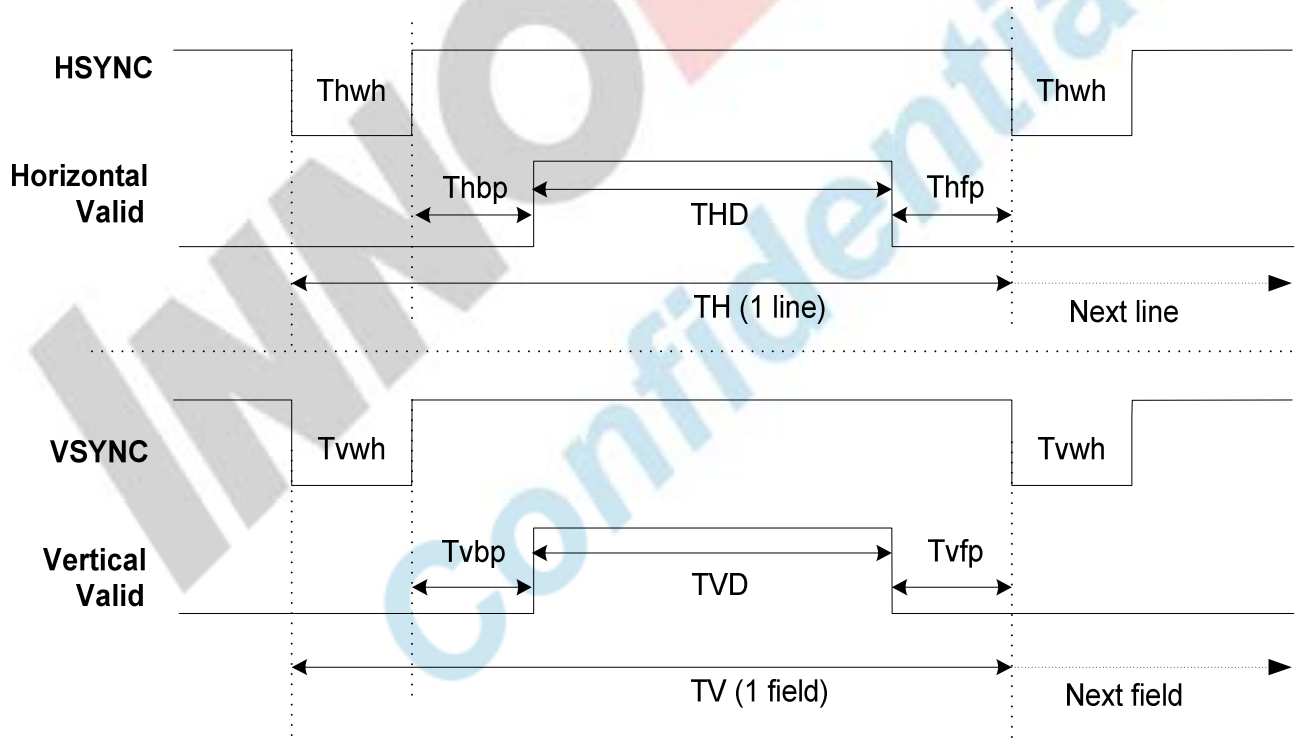 HSYNC
Thwh
Thwh
Horizontal
Valid
Thbp
THD
Thfp
TH (1 line)
Next line
VSYNC
Tvwh
Tvwh
Vertical
Valid
Tvbp
TVD
Tvfp
TV (1 field)
Next field
INNO
Confidentia